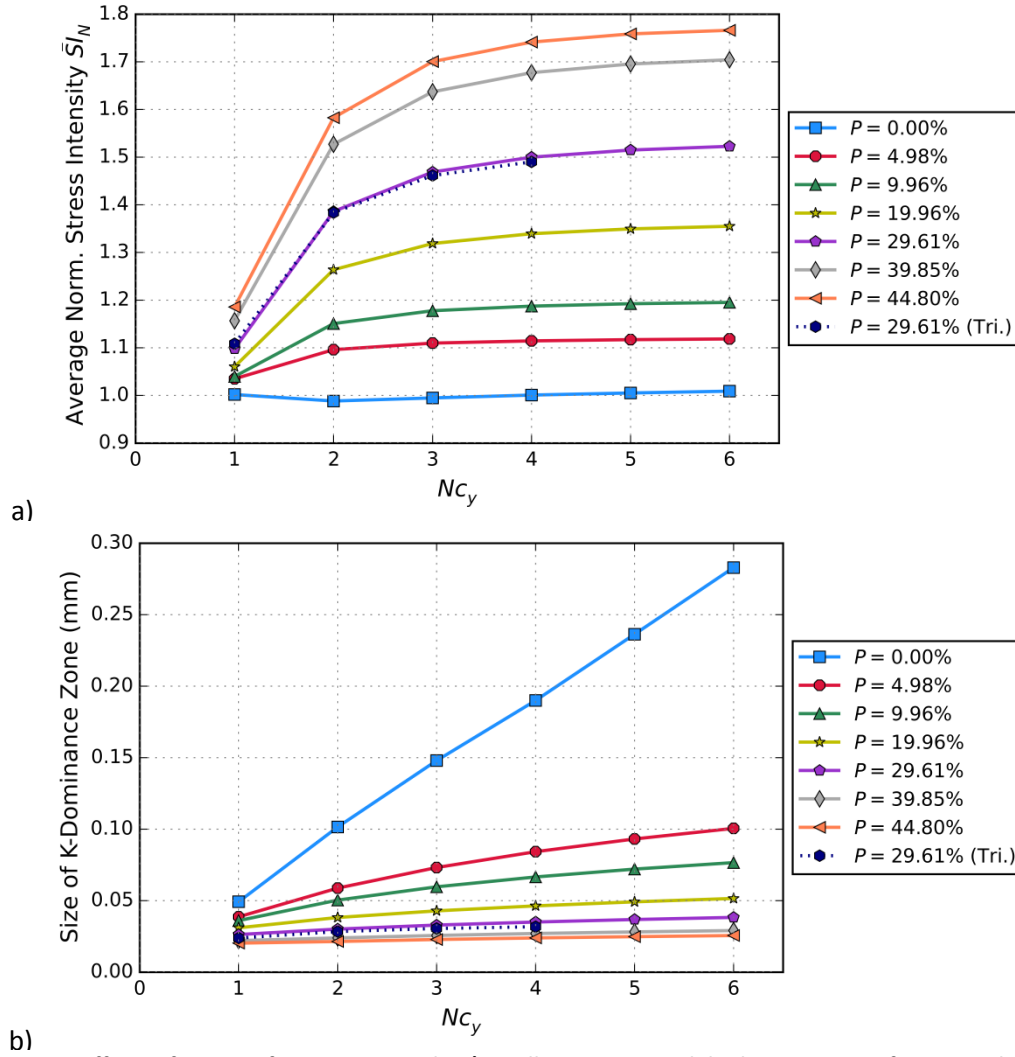 1.8
1.7
1.6
1.5
1.4
1.3
1.2
1.1
1.0
0.9
Average Norm. Stress Intensity S̄I_N
1 2 3 4 5 6
Nc_y
P = 0.00%
P = 4.98%
P = 9.96%
P = 19.96%
P = 29.61%
P = 39.85%
P = 44.80%
P = 29.61% (Tri.)
a)
0.30
0.25
0.20
0.15
0.10
0.05
0.00
Size of K-Dominance Zone (mm)
0 1 2 3 4 5 6
Nc_y
P = 0.00%
P = 4.98%
P = 9.96%
P = 19.96%
P = 29.61%
P = 39.85%
P = 44.80%
P = 29.61% (Tri.)
b)